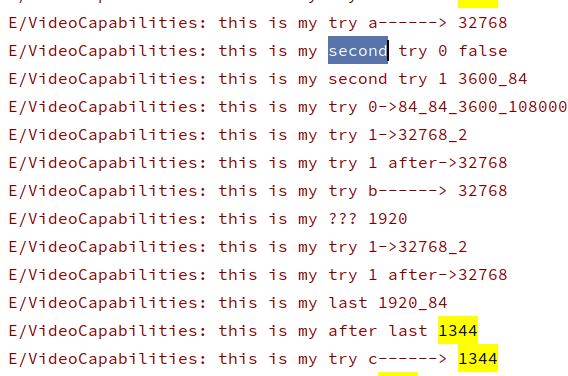 E/VideoCapabilities: this is my try a------> 32768
E/VideoCapabilities: this is my second try 0 false
E/VideoCapabilities: this is my second try 1 3600_84
E/VideoCapabilities: this is my try 0->84_84_3600_108000
E/VideoCapabilities: this is my try 1->32768_2
E/VideoCapabilities: this is my try 1 after->32768
E/VideoCapabilities: this is my try b------> 32768
E/VideoCapabilities: this is my ??? 1920
E/VideoCapabilities: this is my try 1->32768_2
E/VideoCapabilities: this is my try 1 after->32768
E/VideoCapabilities: this is my last 1920_84
E/VideoCapabilities: this is my after last 1344
E/VideoCapabilities: this is my try c------> 1344